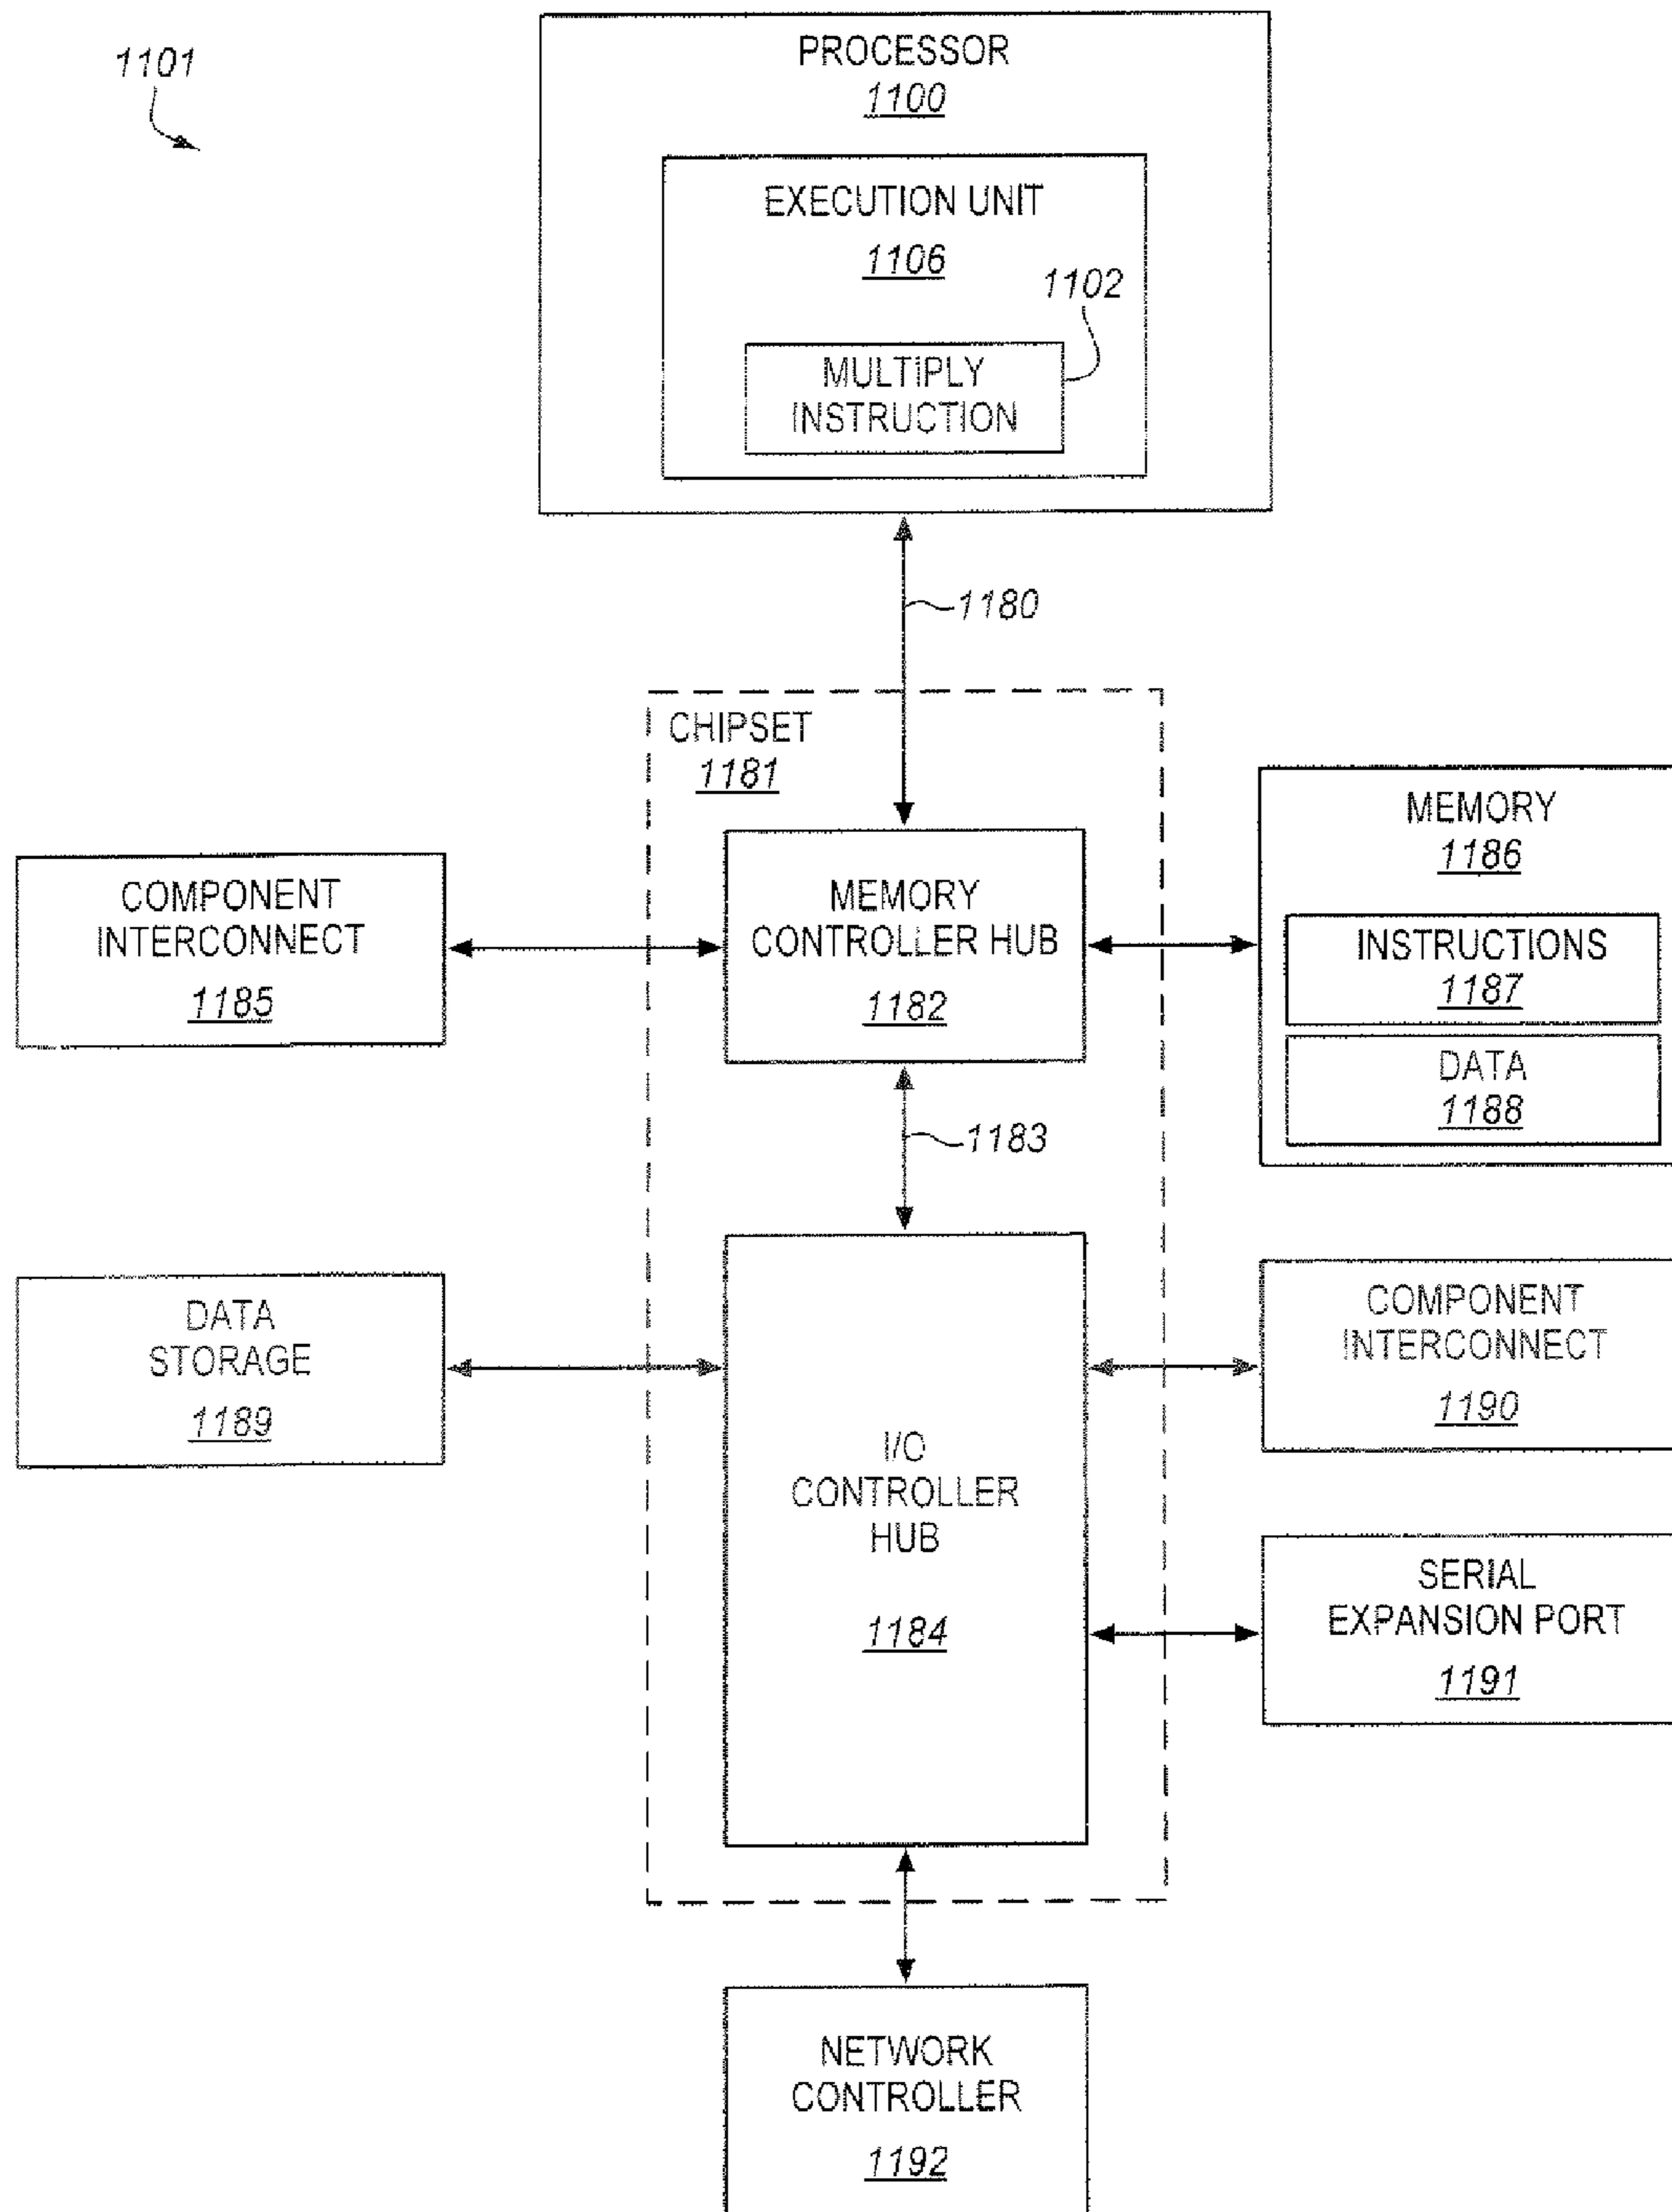 1101
PROCESSOR
1100
EXECUTION UNIT
1106
1102
MULTIPLY
INSTRUCTION
1180
CHIPSET
1181
MEMORY
CONTROLLER HUB
1182
COMPONENT
INTERCONNECT
1185
MEMORY
1186
INSTRUCTIONS
1187
DATA
1188
1183
DATA
STORAGE
1189
I/O
CONTROLLER
HUB
1184
COMPONENT
INTERCONNECT
1190
SERIAL
EXPANSION PORT
1191
NETWORK
CONTROLLER
1192